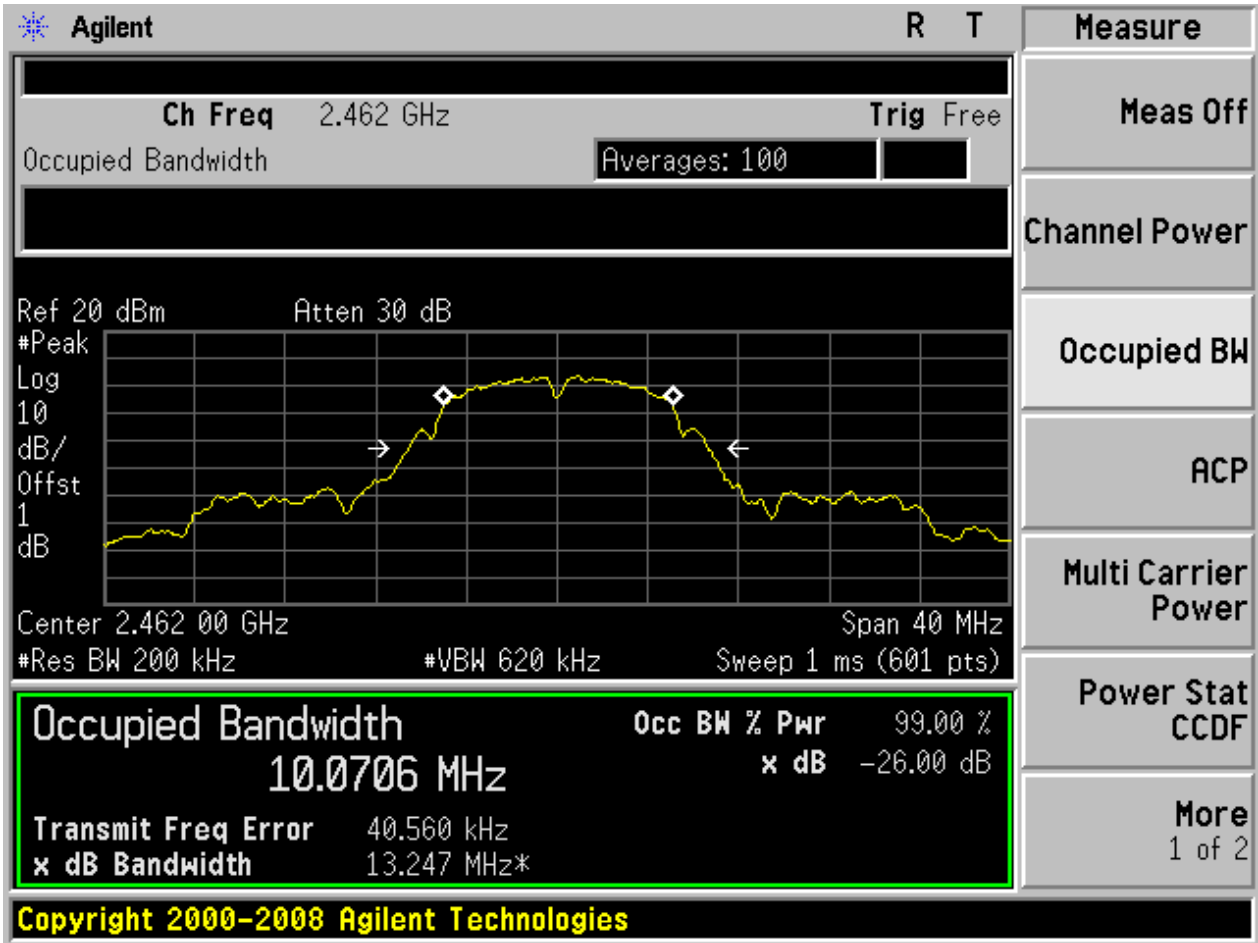 Agilent R T
Measure
Ch Freq 2.462 GHz Trig Free
Occupied Bandwidth Averages: 100
Ref 20 dBm Atten 30 dB
#Peak
Log
10
dB/
Offst
1
dB
Center 2.462 00 GHz Span 40 MHz
#Res BW 200 kHz #VBW 620 kHz Sweep 1 ms (601 pts)
Occupied Bandwidth
10.0706 MHz
Occ BW % Pwr 99.00 %
x dB -26.00 dB
Transmit Freq Error 40.560 kHz
x dB Bandwidth 13.247 MHz*
Copyright 2000-2008 Agilent Technologies
Meas Off
Channel Power
Occupied BW
ACP
Multi Carrier
Power
Power Stat
CCDF
More
1 of 2